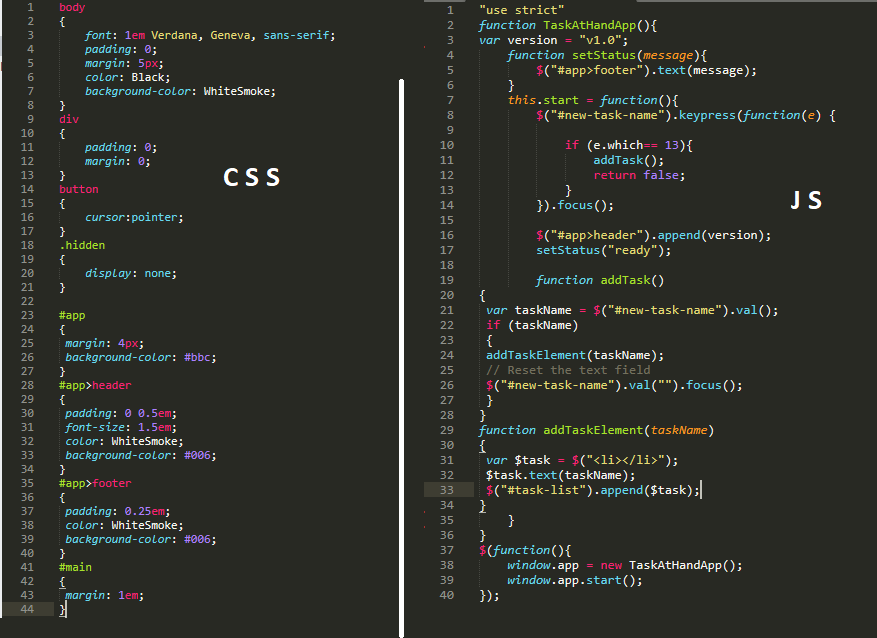 1 body
2 {
3 font: 1em Verdana, Geneva, sans-serif;
4 padding: 0;
5 margin: 5px;
6 color: Black;
7 background-color: WhiteSmoke;
8 }
9 div
10 {
11 padding: 0;
12 margin: 0;
13 }
14 button
15 {
16 cursor:pointer;
17 }
18 .hidden
19 {
20 display: none;
21 }
22
23 #app
24 {
25 margin: 4px;
26 background-color: #bbc;
27 }
28 #app>header
29 {
30 padding: 0 0.5em;
31 font-size: 1.5em;
32 color: WhiteSmoke;
33 background-color: #006;
34 }
35 #app>footer
36 {
37 padding: 0.25em;
38 color: WhiteSmoke;
39 background-color: #006;
40 }
41 #main
42 {
43 margin: 1em;
44 }
CSS
1 "use strict"
2 function TaskAtHandApp(){
3 var version = "v1.0";
4 function setStatus(message){
5 $("#app>footer").text(message);
6 }
7 this.start = function(){
8 $("#new-task-name").keypress(function(e) {
9
10 if (e.which== 13){
11 addTask();
12 return false;
13 }
14 }).focus();
15
16 $("#app>header").append(version);
17 setStatus("ready");
18
19 function addTask()
20 {
21 var taskName = $("#new-task-name").val();
22 if (taskName)
23 {
24 addTaskElement(taskName);
25 // Reset the text field
26 $("#new-task-name").val("").focus();
27 }
28 }
29 function addTaskElement(taskName)
30 {
31 var $task = $("<li></li>");
32 $task.text(taskName);
33 $("#task-list").append($task);
34 }
35 }
36 }
37 $(function(){
38 window.app = new TaskAtHandApp();
39 window.app.start();
40 });
JS